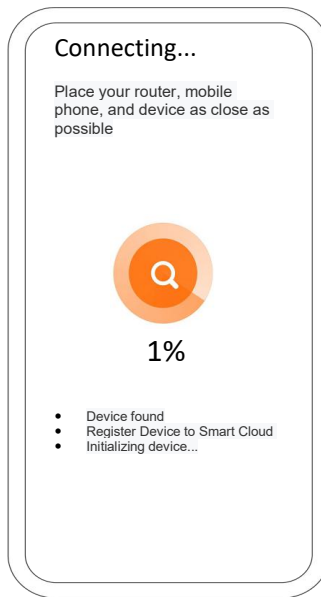 Connecting...
Place your router, mobile
phone, and device as close as
possible
1%
• Device found
• Register Device to Smart Cloud
• Initializing device...